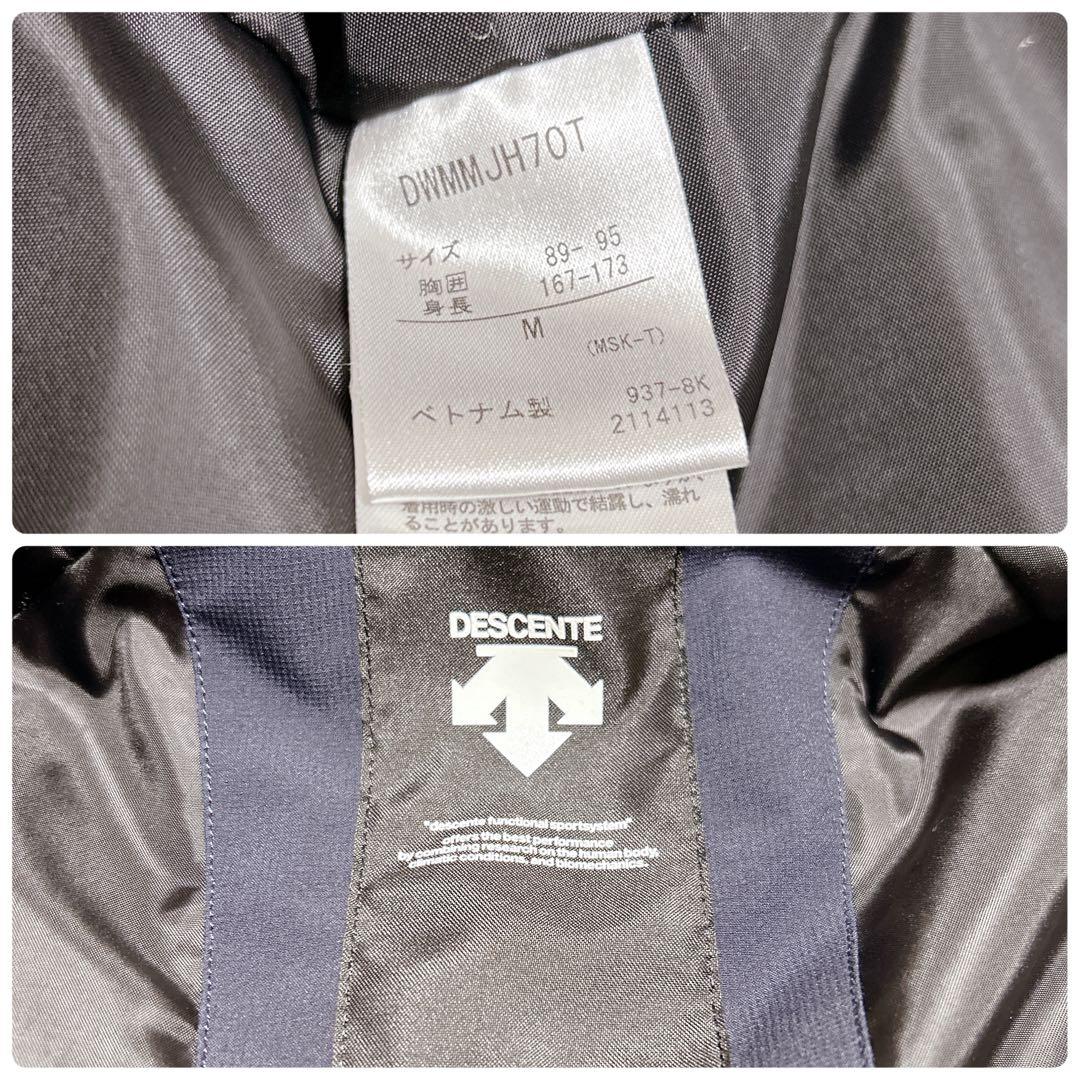 DWMMJH70T
サイズ
胸囲 89- 95
身長 167-173
M
(MSK-T)
937-8K
ベトナム製 2114113
着用時の激しい運動で結露し、濡れ
ることがあります。
DESCENTE
"descente functional sportsystem"
offers the best performance
by combining research on the human body,
climatic conditions, and biomechanics.